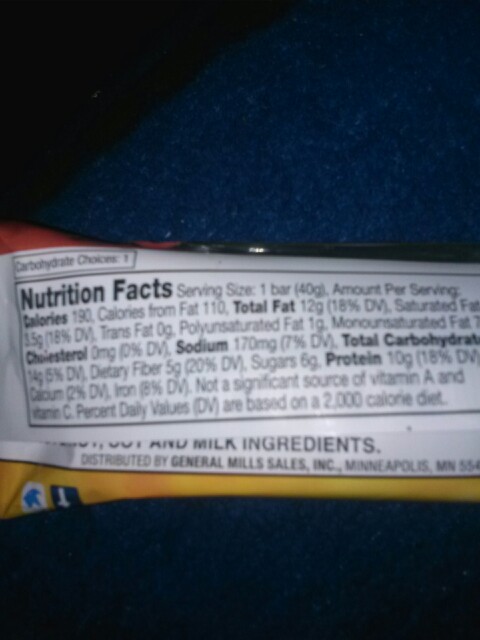 Carbohydrate Choices: 1
Nutrition Facts Serving Size: 1 bar (40g), Amount Per Serving:
Calories 190, Calories from Fat 110, Total Fat 12g (18% DV), Saturated Fat
3.5g (18% DV), Trans Fat 0g, Polyunsaturated Fat 1g, Monounsaturated Fat 7
Cholesterol 0mg (0% DV), Sodium 170mg (7% DV), Total Carbohydrate
14g (5% DV), Dietary Fiber 5g (20% DV), Sugars 6g, Protein 10g (18% DV)
Calcium (2% DV), Iron (8% DV). Not a significant source of vitamin A and
vitamin C. Percent Daily Values (DV) are based on a 2,000 calorie diet.
SOY AND MILK INGREDIENTS.
DISTRIBUTED BY GENERAL MILLS SALES, INC., MINNEAPOLIS, MN 554